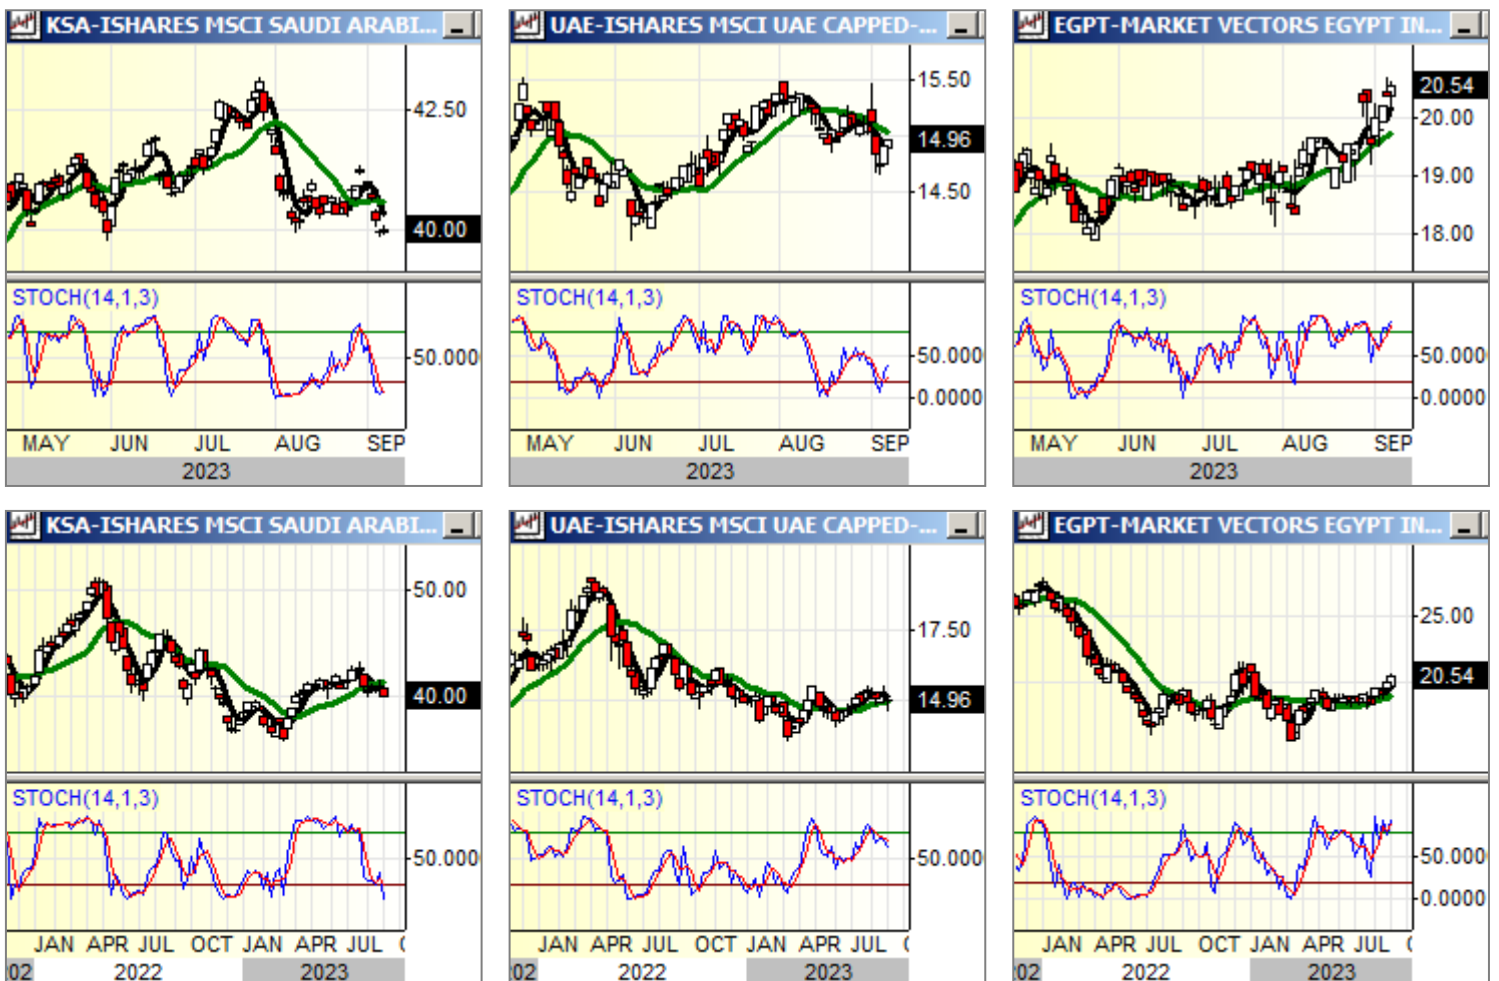 KSA-ISHARES MSCI SAUDI ARABI...
42.50
40.00
STOCH(14,1,3)
50.000
MAY JUN JUL AUG SEP
2023
UAE-ISHARES MSCI UAE CAPPED-...
15.50
14.96
14.50
STOCH(14,1,3)
50.0000
0.0000
MAY JUN JUL AUG SEP
2023
EGPT-MARKET VECTORS EGYPT IN...
20.54
20.00
19.00
18.00
STOCH(14,1,3)
50.0000
0.0000
MAY JUN JUL AUG SEP
2023
KSA-ISHARES MSCI SAUDI ARABI...
50.00
40.00
STOCH(14,1,3)
50.000
JAN APR JUL OCT JAN APR JUL
02 2022 2023
UAE-ISHARES MSCI UAE CAPPED-...
17.50
14.96
STOCH(14,1,3)
50.000
JAN APR JUL OCT JAN APR JUL
02 2022 2023
EGPT-MARKET VECTORS EGYPT IN...
25.00
20.54
STOCH(14,1,3)
50.0000
0.0000
JAN APR JUL OCT JAN APR JUL
02 2022 2023